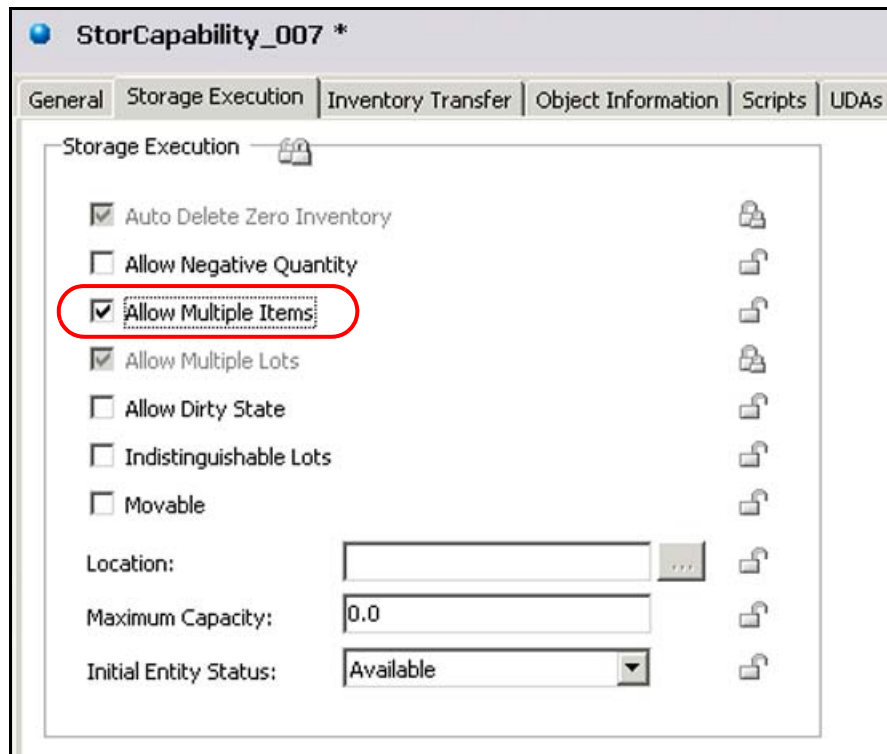 StorCapability_007 *
General Storage Execution Inventory Transfer Object Information Scripts UDAs
Storage Execution
Auto Delete Zero Inventory
Allow Negative Quantity
Allow Multiple Items
Allow Multiple Lots
Allow Dirty State
Indistinguishable Lots
Movable
Location: ...
Maximum Capacity: 0.0
Initial Entity Status: Available